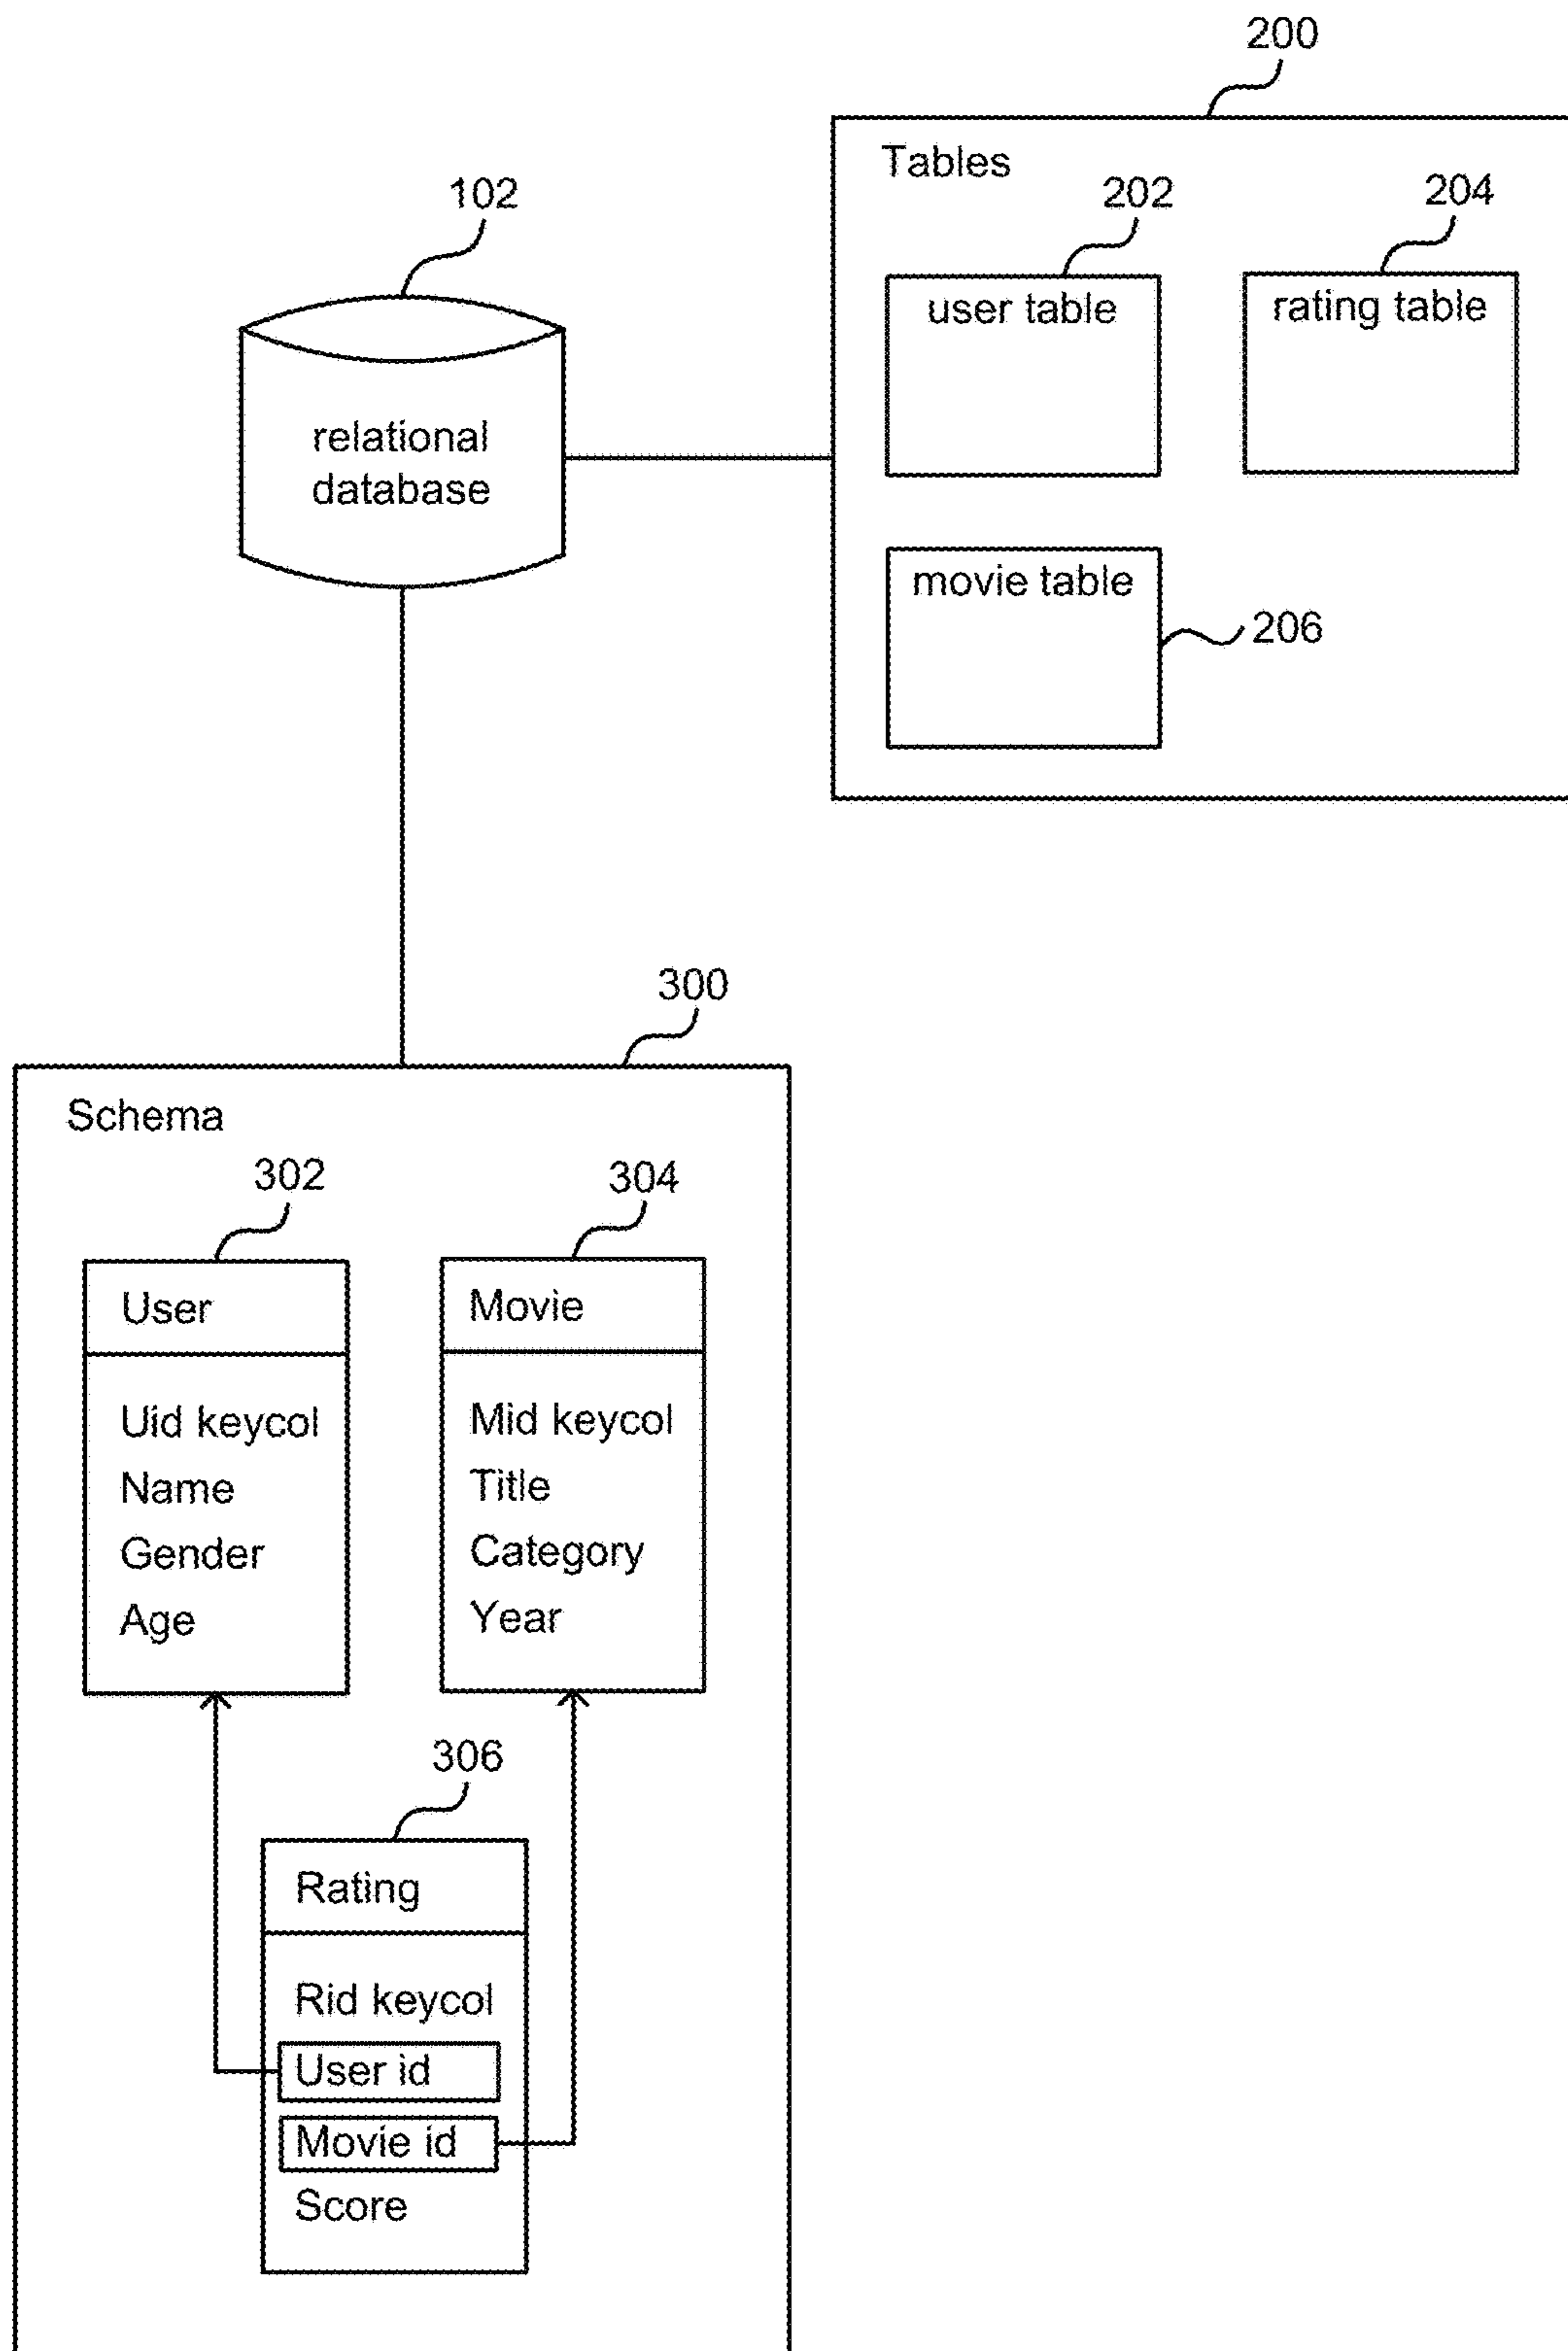 200
Tables
202
204
user table
rating table
movie table
206
102
relational
database
300
Schema
302
304
User
Uid keycol
Name
Gender
Age
Movie
Mid keycol
Title
Category
Year
306
Rating
Rid keycol
User id
Movie id
Score